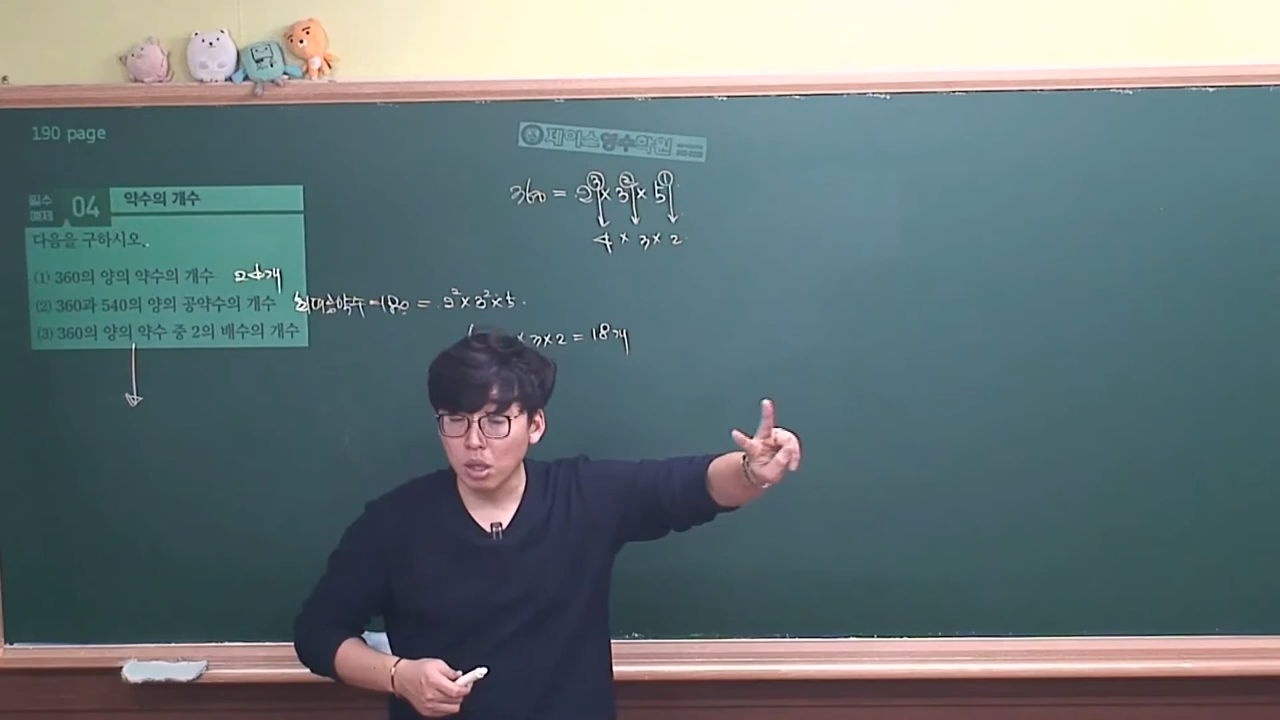 190 page
제이스영수학원
필수 예제 04 약수의 개수
다음을 구하시오.
(1) 360의 양의 약수의 개수 24개
(2) 360과 540의 양의 공약수의 개수
(3) 360의 양의 약수 중 2의 배수의 개수
360 = 2³ × 3² × 5¹
4 × 3 × 2
최대공약수 = 180 = 2² × 3² × 5
× 3 × 2 = 18개